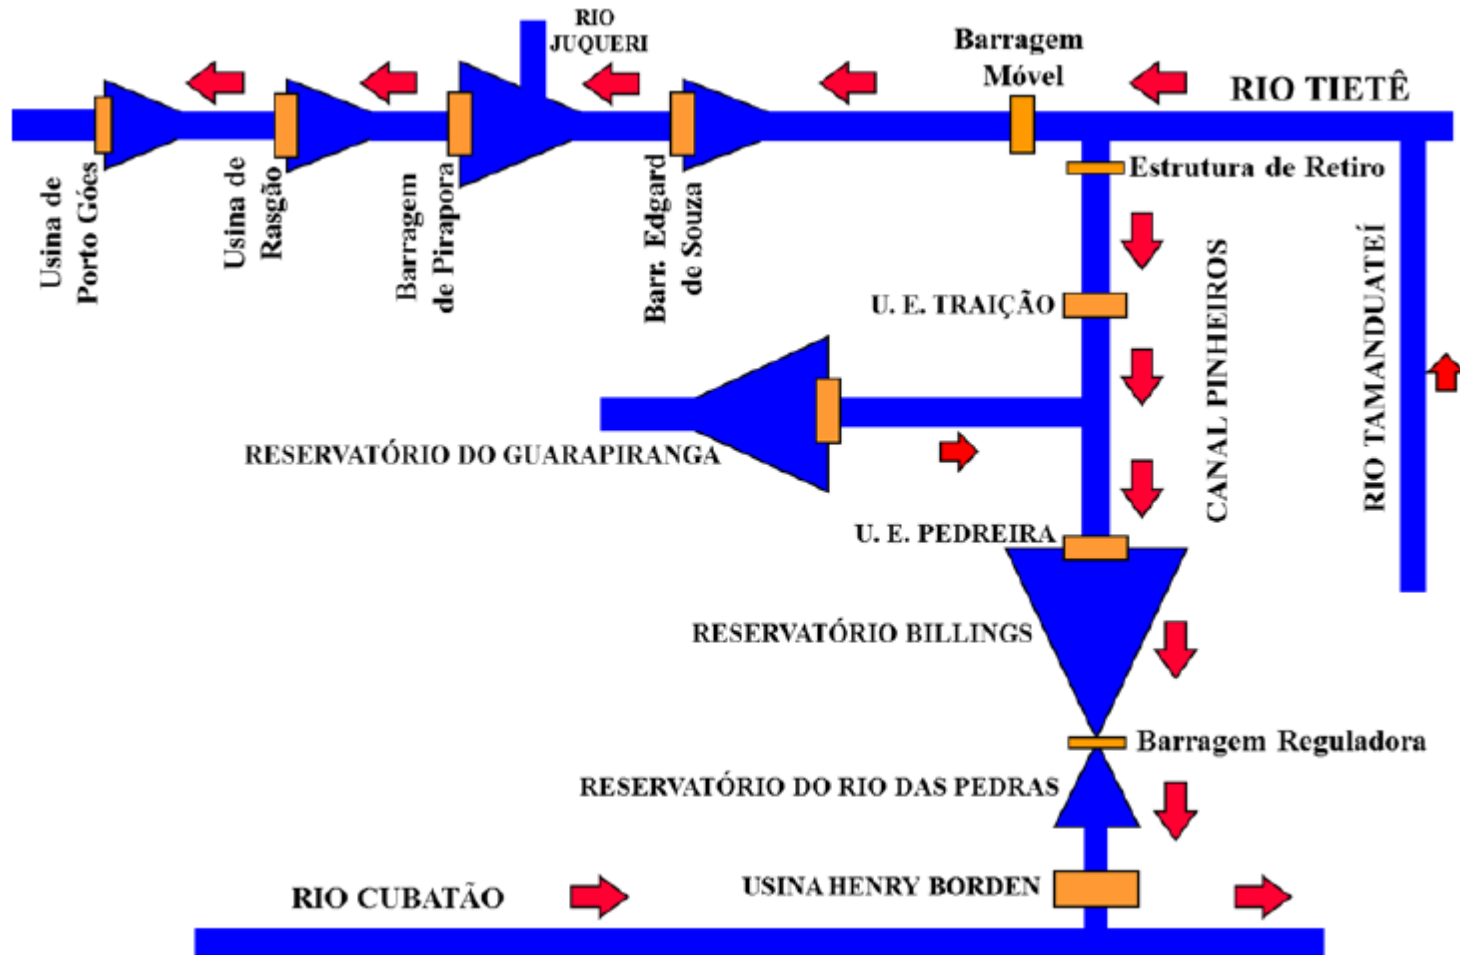 RIO
JUQUERI
Barragem
Móvel
RIO TIETÊ
Estrutura de Retiro
Usina de
Porto Góes
Usina de
Rasgão
Barragem
de Pirapora
Barr. Edgard
de Souza
U. E. TRAIÇÃO
CANAL PINHEIROS
RIO TAMANDUATEÍ
RESERVATÓRIO DO GUARAPIRANGA
U. E. PEDREIRA
RESERVATÓRIO BILLINGS
Barragem Reguladora
RESERVATÓRIO DO RIO DAS PEDRAS
USINA HENRY BORDEN
RIO CUBATÃO